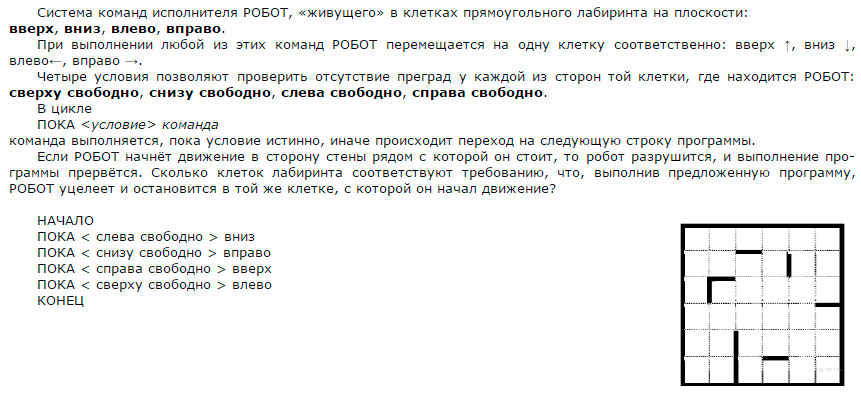 Система команд исполнителя РОБОТ, «живущего» в клетках прямоугольного лабиринта на плоскости:
вверх, вниз, влево, вправо.
При выполнении любой из этих команд РОБОТ перемещается на одну клетку соответственно: вверх ↑, вниз ↓,
влево←, вправо →.
Четыре условия позволяют проверить отсутствие преград у каждой из сторон той клетки, где находится РОБОТ:
сверху свободно, снизу свободно, слева свободно, справа свободно.
В цикле
ПОКА <условие> команда
команда выполняется, пока условие истинно, иначе происходит переход на следующую строку программы.
Если РОБОТ начнёт движение в сторону стены рядом с которой он стоит, то робот разрушится, и выполнение про-
граммы прервётся. Сколько клеток лабиринта соответствуют требованию, что, выполнив предложенную программу,
РОБОТ уцелеет и остановится в той же клетке, с которой он начал движение?
НАЧАЛО
ПОКА < слева свободно > вниз
ПОКА < снизу свободно > вправо
ПОКА < справа свободно > вверх
ПОКА < сверху свободно > влево
КОНЕЦ